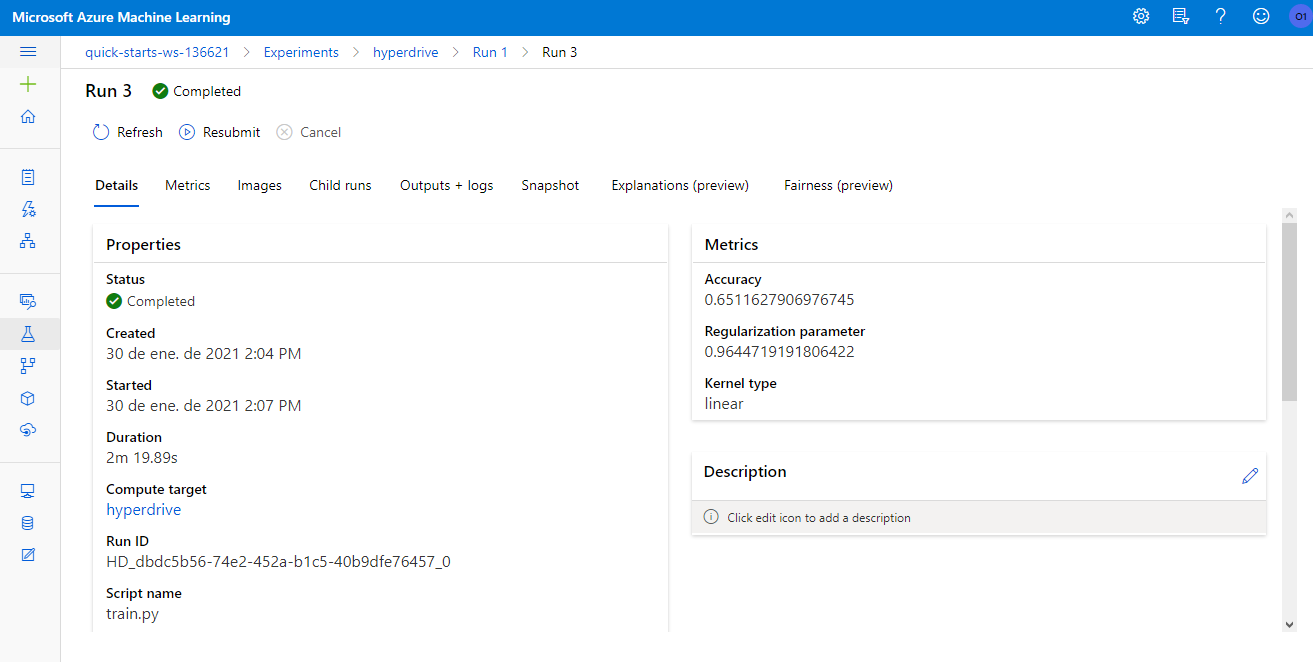 Microsoft Azure Machine Learning
01
quick-starts-ws-136621 > Experiments > hyperdrive > Run 1 > Run 3
Run 3 Completed
Refresh Resubmit Cancel
Details Metrics Images Child runs Outputs + logs Snapshot Explanations (preview) Fairness (preview)
Properties
Status
Completed
Created
30 de ene. de 2021 2:04 PM
Started
30 de ene. de 2021 2:07 PM
Duration
2m 19.89s
Compute target
hyperdrive
Run ID
HD_dbdc5b56-74e2-452a-b1c5-40b9dfe76457_0
Script name
train.py
Metrics
Accuracy
0.6511627906976745
Regularization parameter
0.9644719191806422
Kernel type
linear
Description
Click edit icon to add a description